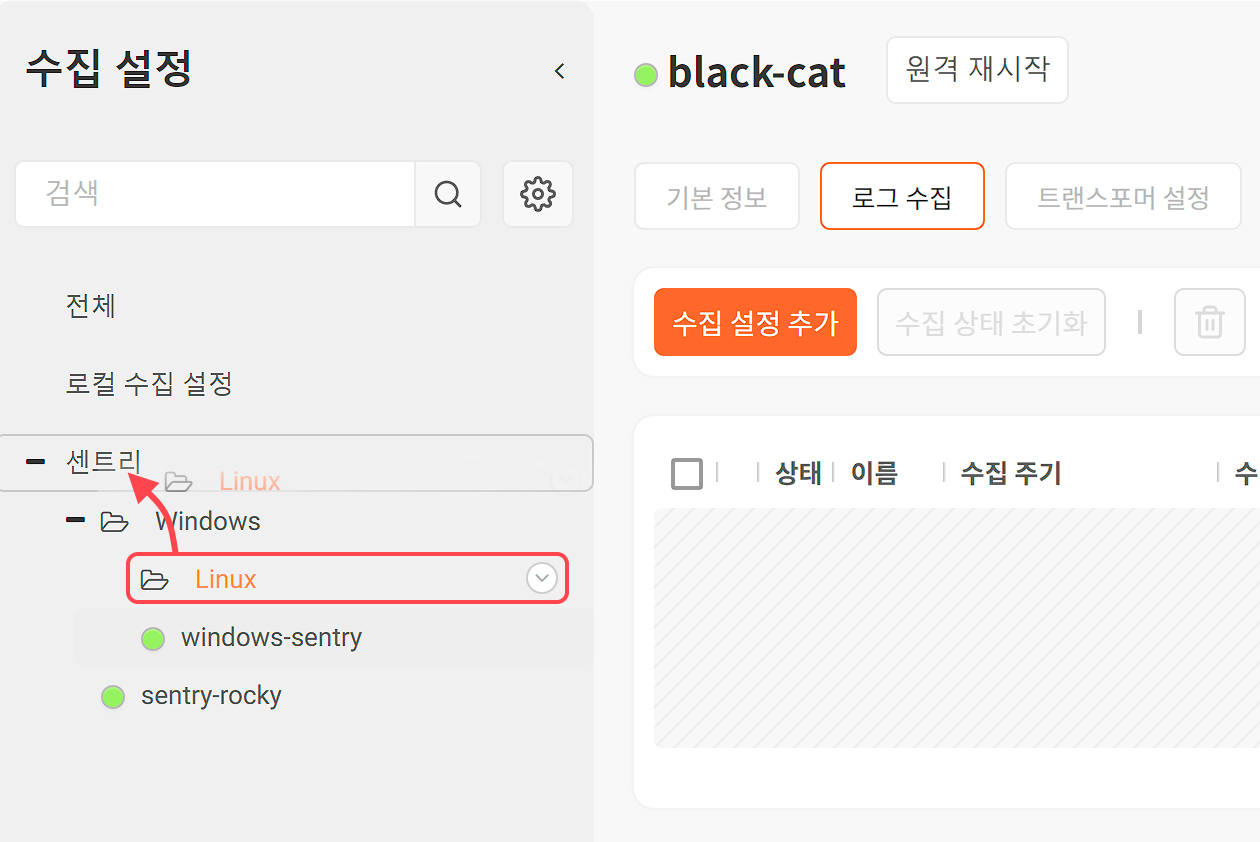 수집 설정
검색
전체
로컬 수집 설정
센트리
Linux
Windows
Linux
windows-sentry
sentry-rocky
black-cat 원격 재시작
기본 정보 로그 수집 트랜스포머 설정
수집 설정 추가 수집 상태 초기화
상태 이름 수집 주기 수